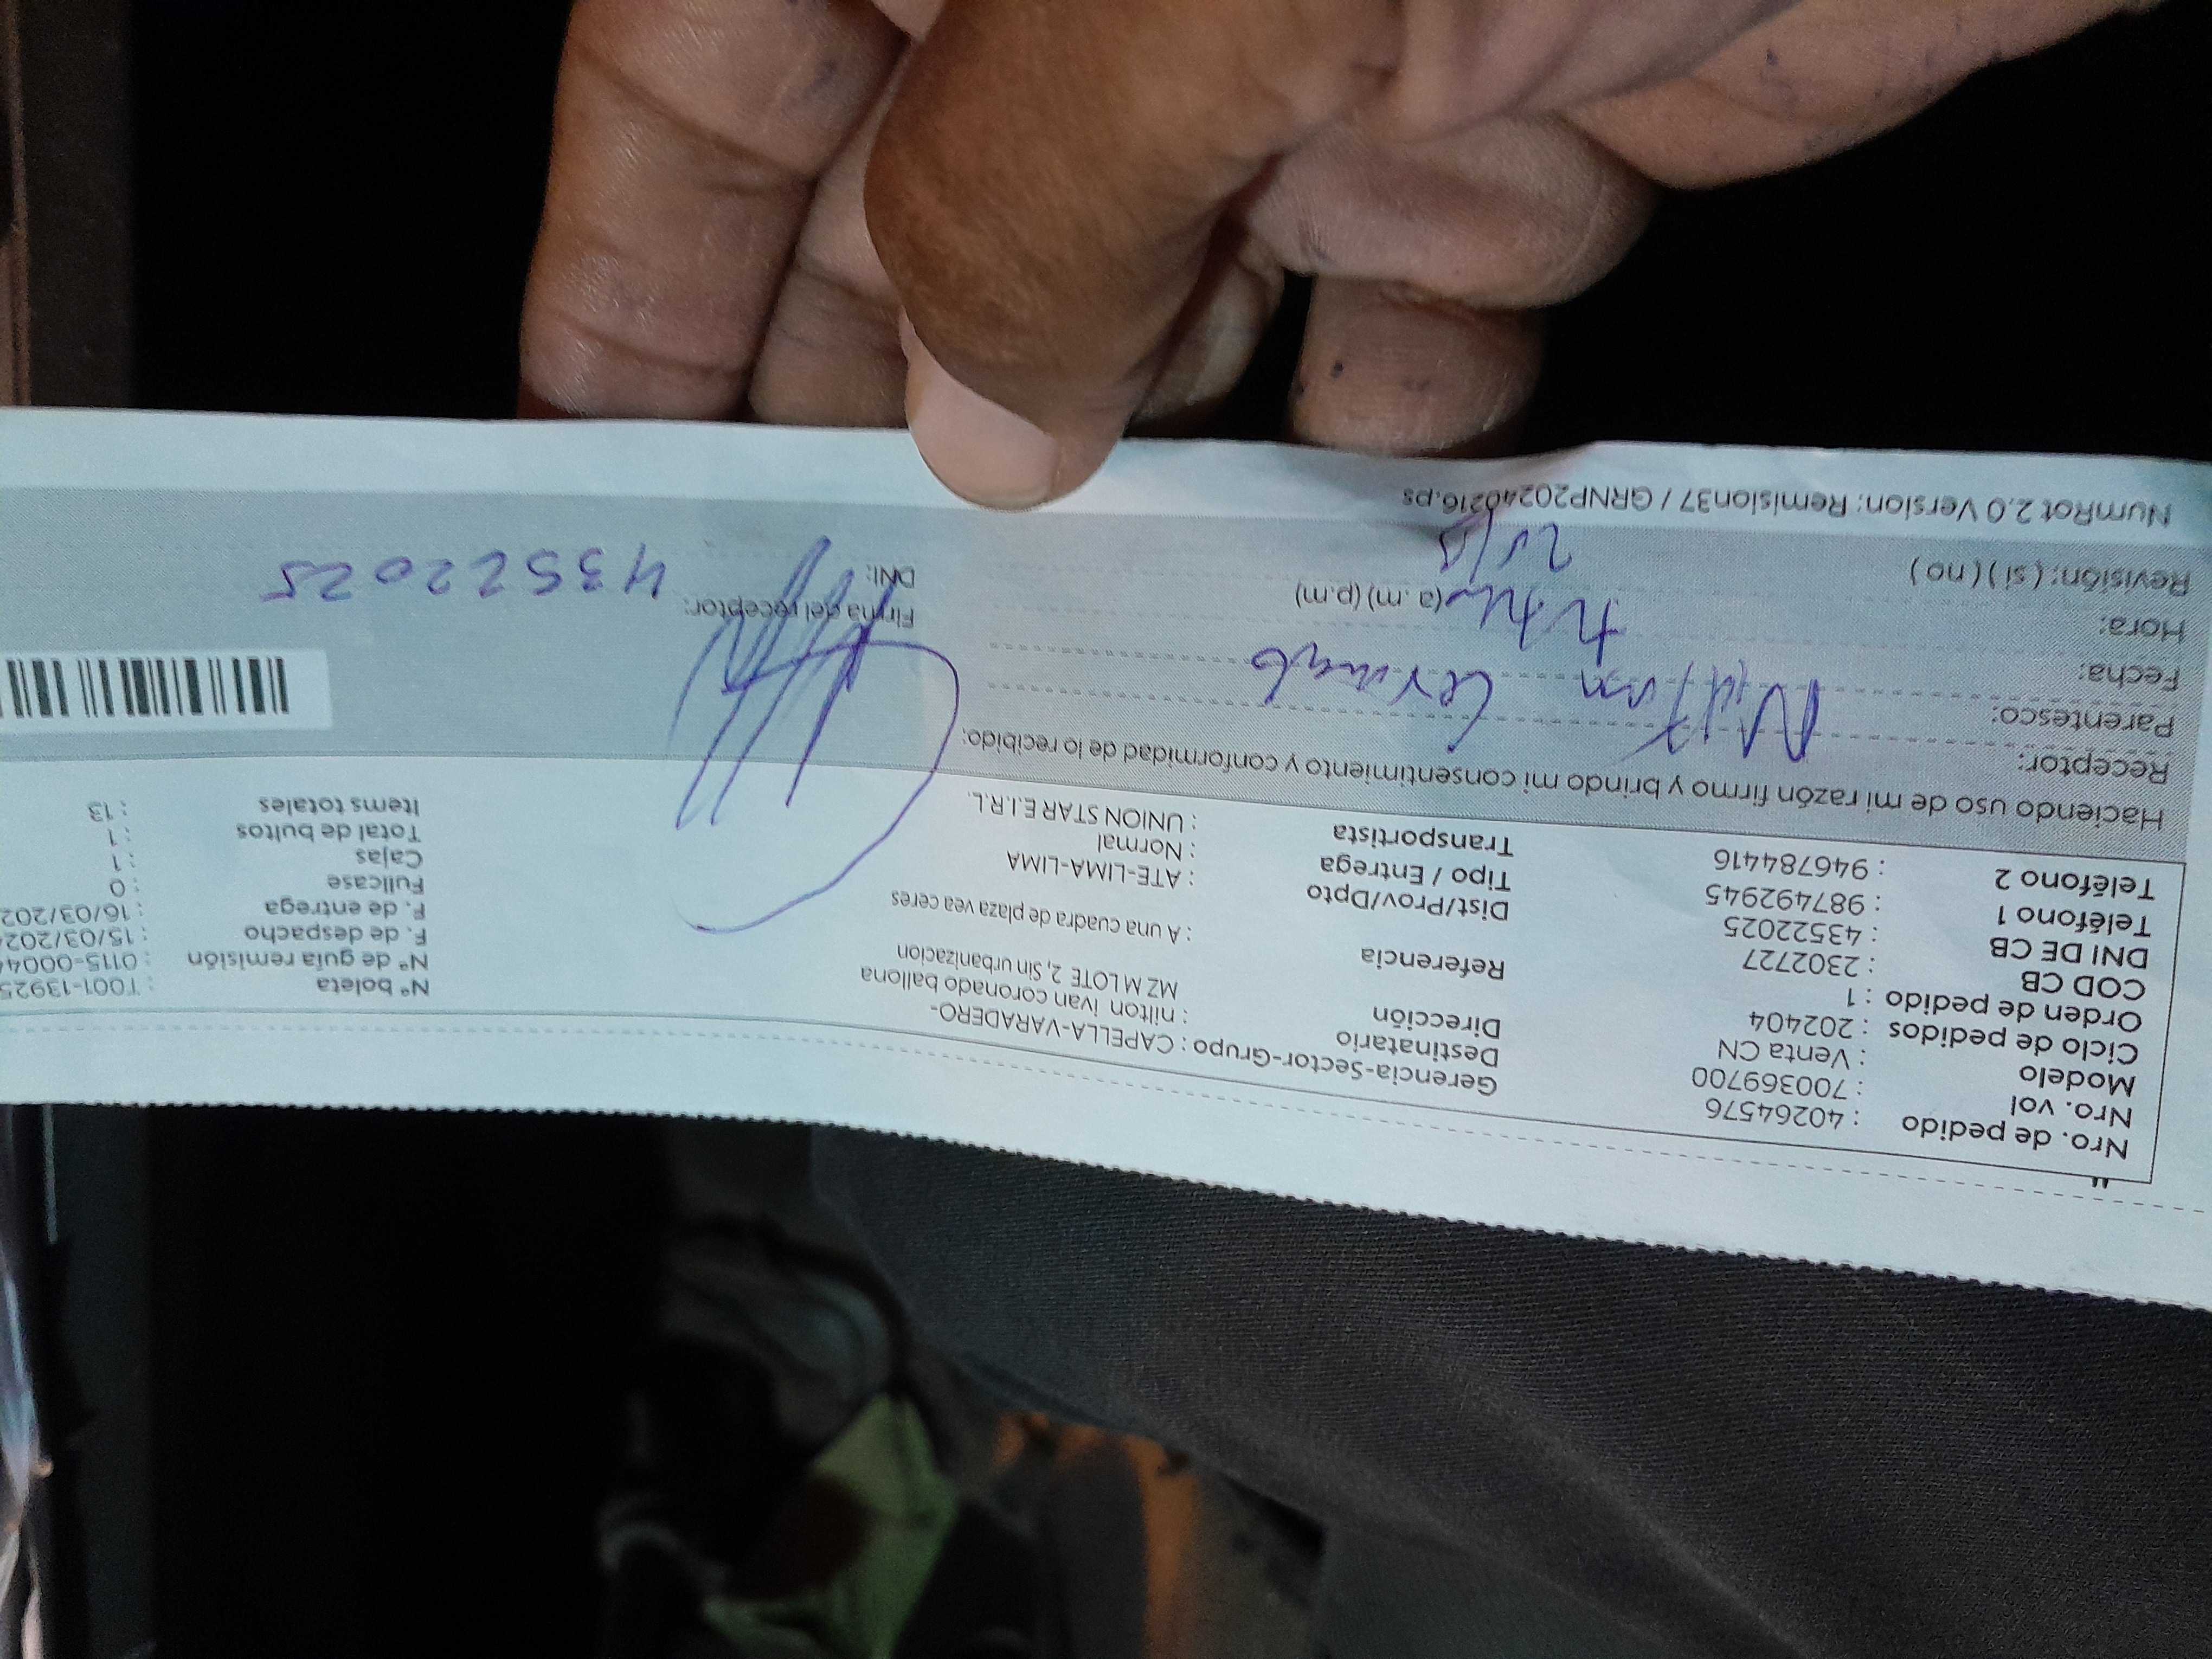 Nro. de pedido : 40264576
Nro. vol : 700369700
Modelo : Venta CN
Ciclo de pedidos : 202404
Orden de pedido : 1
COD CB : 2302727
DNI DE CB : 43522025
Teléfono 1 : 987492945
Teléfono 2 : 946784416
Gerencia-Sector-Grupo : CAPELLA-VARADERO-
Destinatario : nilton ivan coronado ballona
Dirección MZ M LOTE 2, Sin urbanizacion
Referencia : A una cuadra de plaza vea ceres
Dist/Prov/Dpto : ATE-LIMA-LIMA
Tipo / Entrega : Normal
Transportista : UNION STAR E.I.R.L.
Nº boleta : T001-13925
Nº de guía remisión : 0115-0004
F. de despacho : 15/03/202
F. de entrega : 16/03/202
Fullcase : 0
Cajas : 1
Total de bultos : 1
Items totales : 13
Haciendo uso de mi razón firmo y brindo mi consentimiento y conformidad de lo recibido:
Receptor:
Parentesco:
Fecha:
Hora: (a. m) (p.m)
Revisión: ( si ) ( no )
Firma del receptor:
DNI: 43522025
NumRot 2.0 Version: Remision37 / GRNP20240216.ps